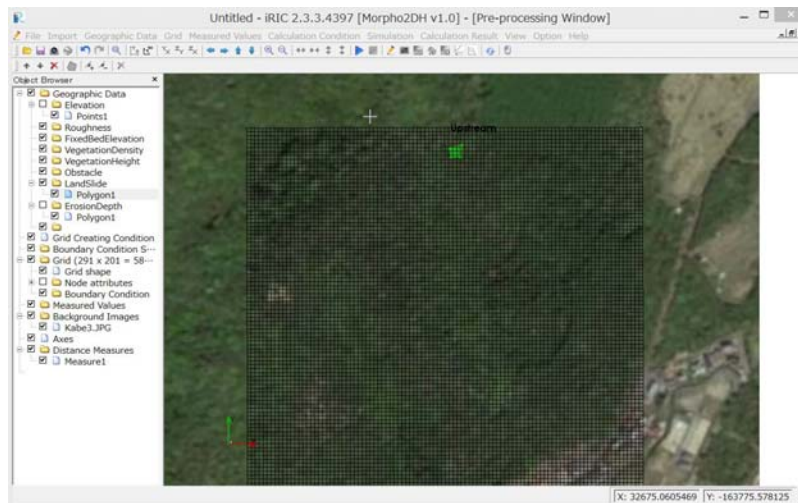 Untitled - iRIC 2.3.3.4397 [Morpho2DH v1.0] - [Pre-processing Window]
File Import Geographic Data Grid Measured Values Calculation Condition Simulation Calculation Result View Option Help
Object Browser
Geographic Data
Elevation
Points1
Roughness
FixedBedElevation
VegetationDensity
VegetationHeight
Obstacle
LandSlide
Polygon1
ErosionDepth
Polygon1
Grid Creating Condition
Boundary Condition S...
Grid (291 x 201 = 58...
Grid shape
Node attributes
Boundary Condition
Measured Values
Background Images
Kabe3.JPG
Axes
Distance Measures
Measure1
Upstream
X: 32675.0605469 Y: -163775.578125